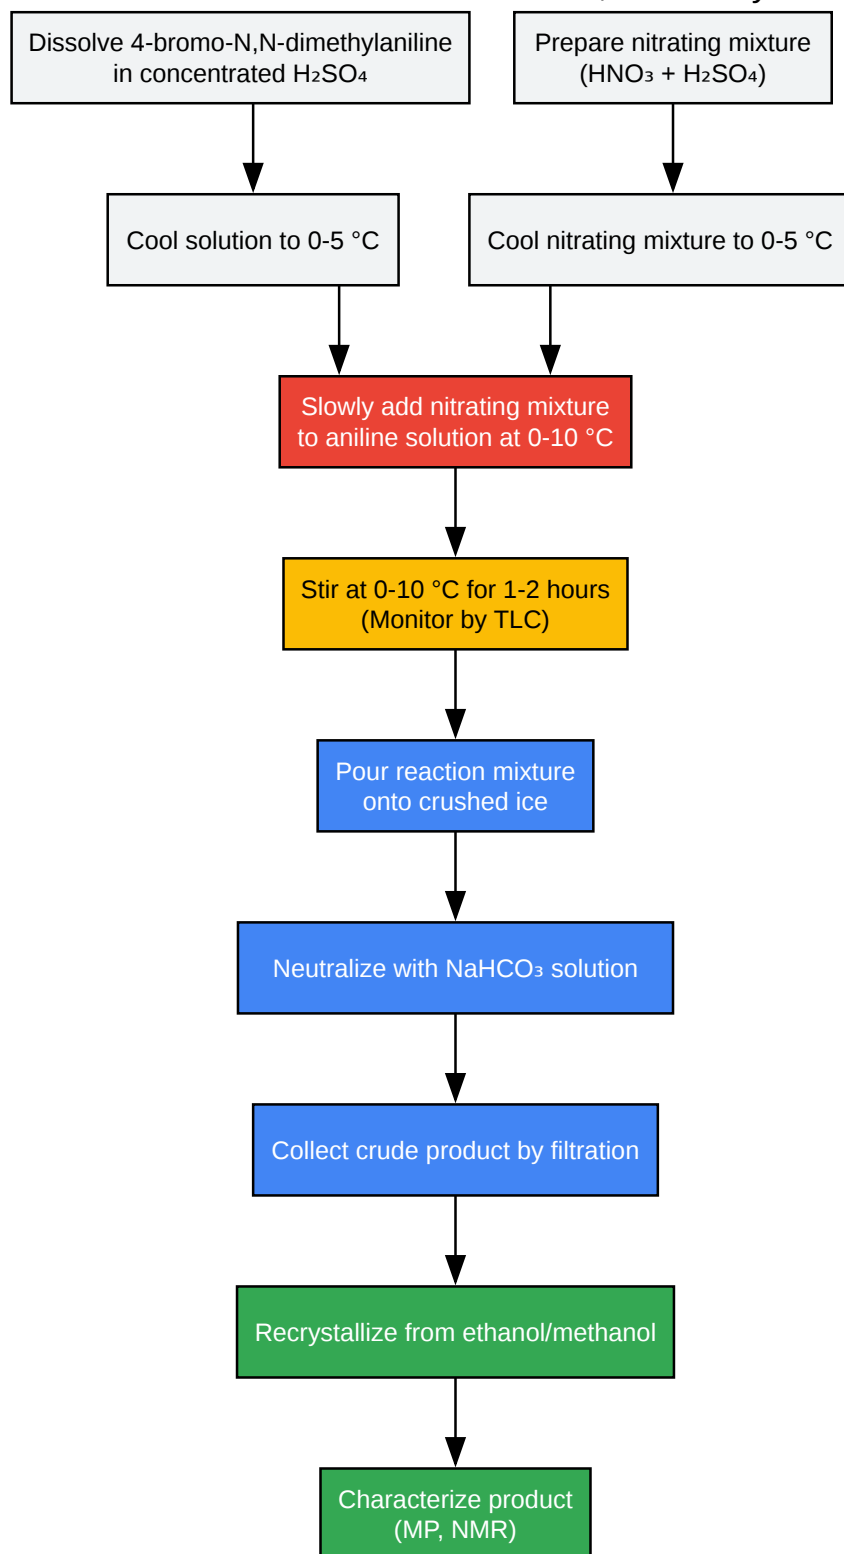 Dissolve 4-bromo-N,N-dimethylaniline
in concentrated H₂SO₄
Prepare nitrating mixture
(HNO₃ + H₂SO₄)
Cool solution to 0-5 °C
Cool nitrating mixture to 0-5 °C
Slowly add nitrating mixture
to aniline solution at 0-10 °C
Stir at 0-10 °C for 1-2 hours
(Monitor by TLC)
Pour reaction mixture
onto crushed ice
Neutralize with NaHCO₃ solution
Collect crude product by filtration
Recrystallize from ethanol/methanol
Characterize product
(MP, NMR)